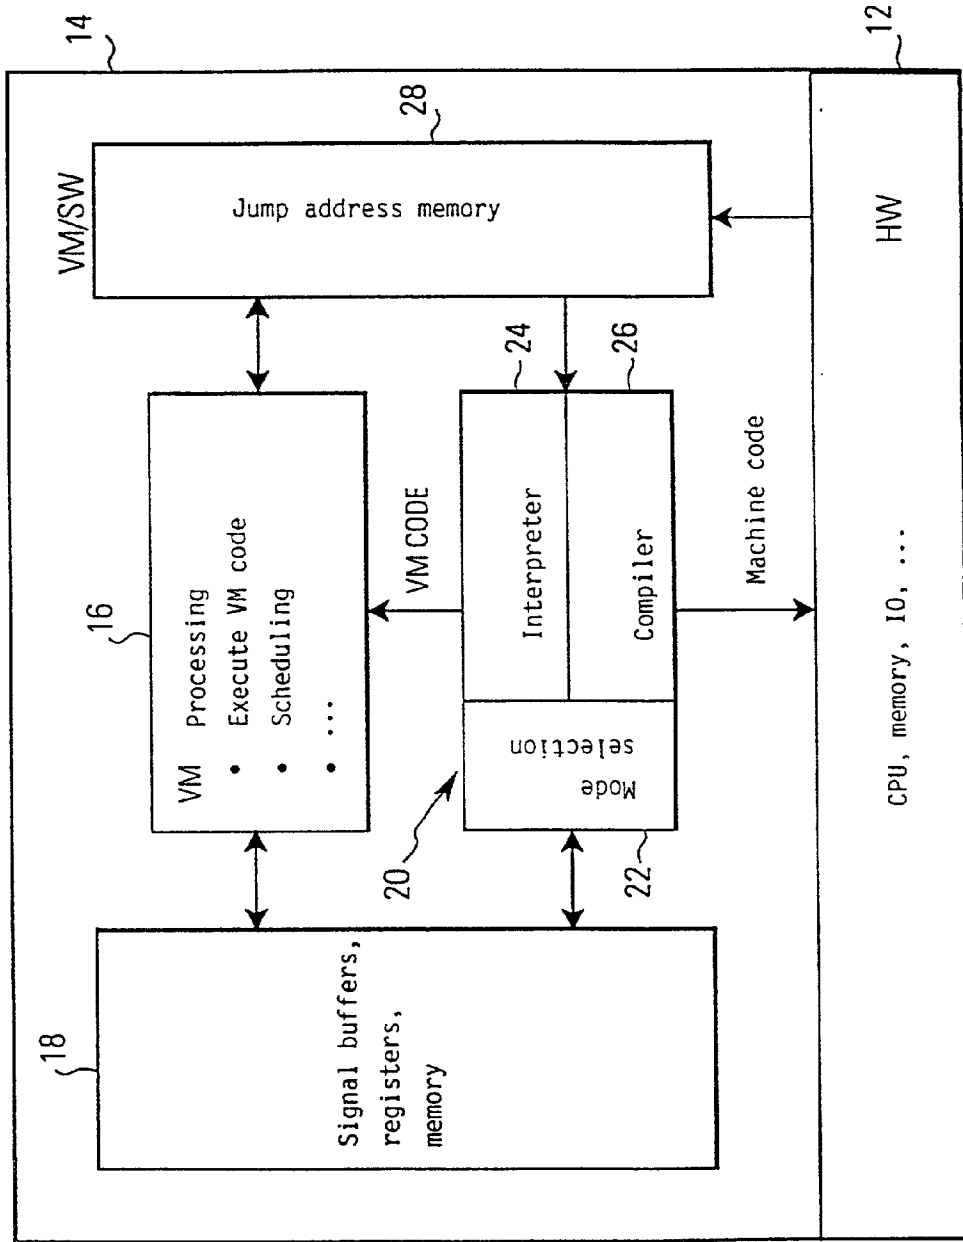 14
VM/SW
28
Jump address memory
16
VM Processing
• Execute VM code
• Scheduling
• ...
18
Signal buffers,
registers,
memory
VM CODE
20
22
Mode
selection
24
Interpreter
26
Compiler
Machine code
12
HW
CPU, memory, IO, ...